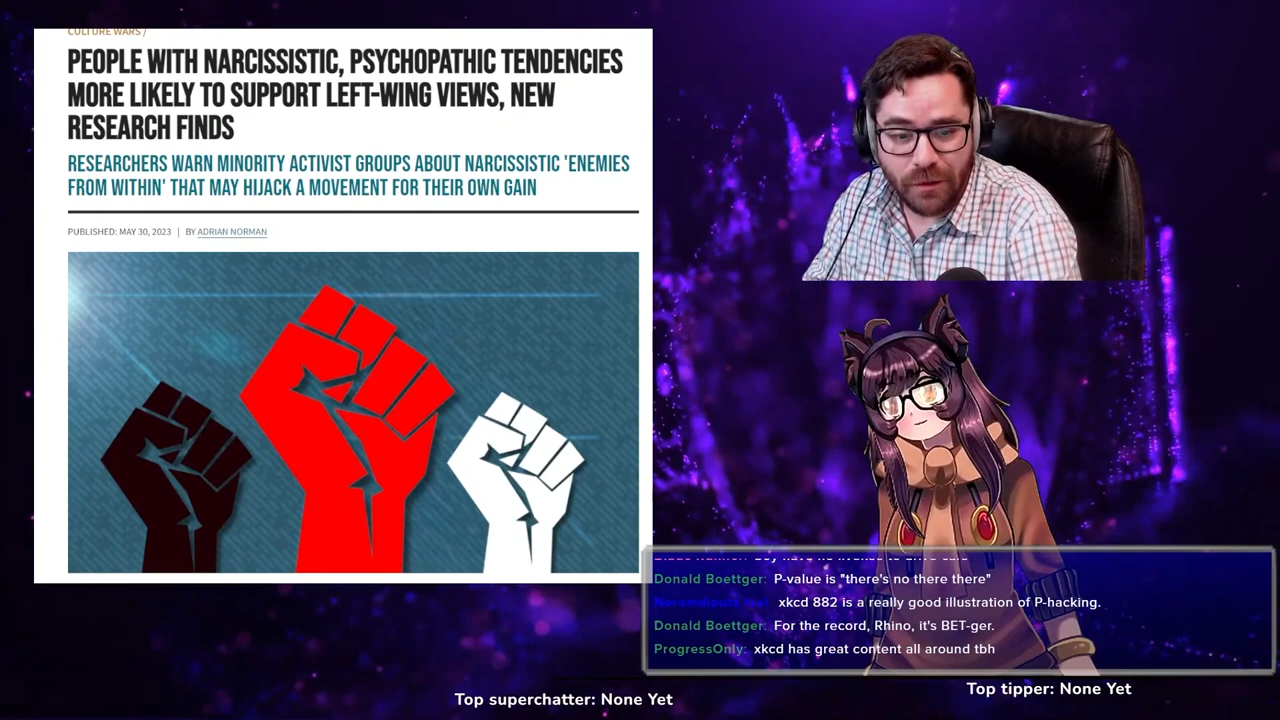 CULTURE WARS /
PEOPLE WITH NARCISSISTIC, PSYCHOPATHIC TENDENCIES
MORE LIKELY TO SUPPORT LEFT-WING VIEWS, NEW
RESEARCH FINDS
RESEARCHERS WARN MINORITY ACTIVIST GROUPS ABOUT NARCISSISTIC 'ENEMIES
FROM WITHIN' THAT MAY HIJACK A MOVEMENT FOR THEIR OWN GAIN
PUBLISHED: MAY 30, 2023 | BY ADRIAN NORMAN
Donald Boettger: P-value is "there's no there there"
xkcd 882 is a really good illustration of P-hacking.
Donald Boettger: For the record, Rhino, it's BET-ger.
ProgressOnly: xkcd has great content all around tbh
Top superchatter: None Yet
Top tipper: None Yet